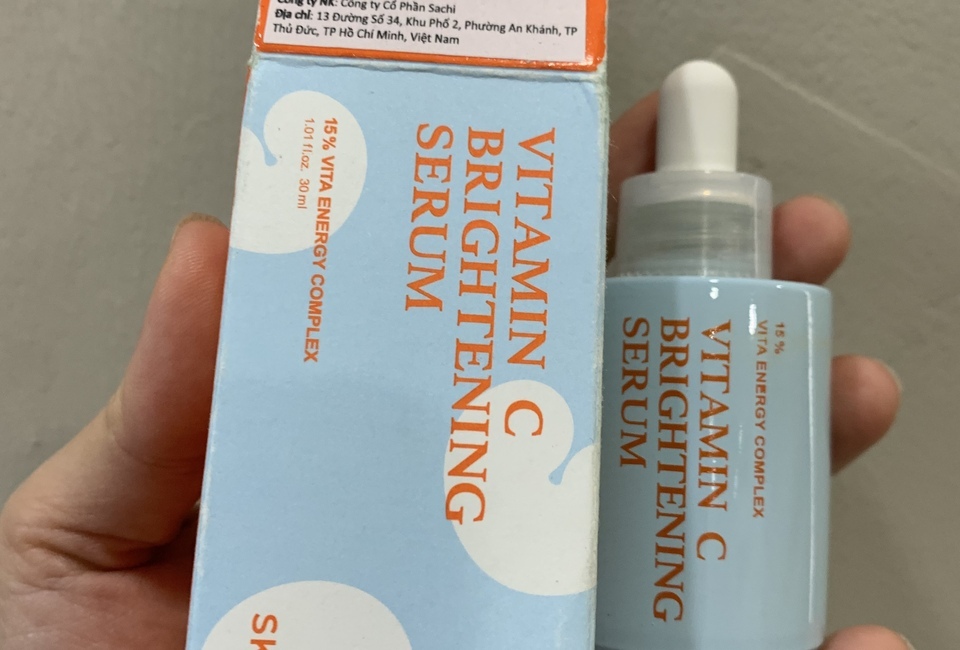 Công ty NK: Công ty Cổ Phần Sachi
Địa chỉ: 13 Đường Số 34, Khu Phố 2, Phường An Khánh, TP
Thủ Đức, TP Hồ Chí Minh, Việt Nam
VITAMIN C
BRIGHTENING
SERUM
15% VITA ENERGY COMPLEX
1.01 fl.oz. 30 ml
15 %
VITA ENERGY COMPLEX
VITAMIN C
BRIGHTENING
SERUM